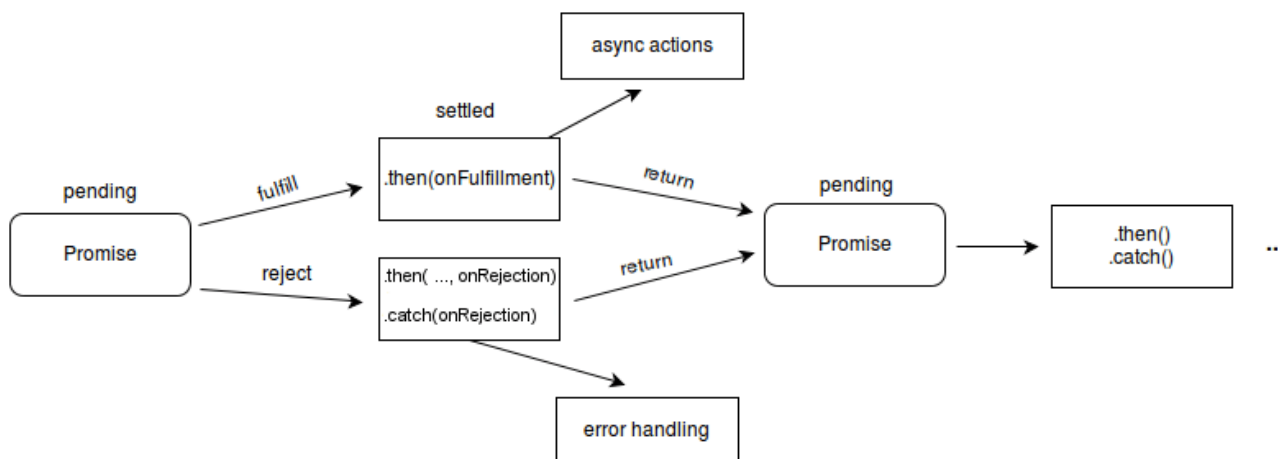 async actions
settled
.then(onFulfillment)
fulfill
return
pending
Promise
pending
Promise
reject
.then( ..., onRejection)
.catch(onRejection)
return
.then()
.catch()
..
error handling